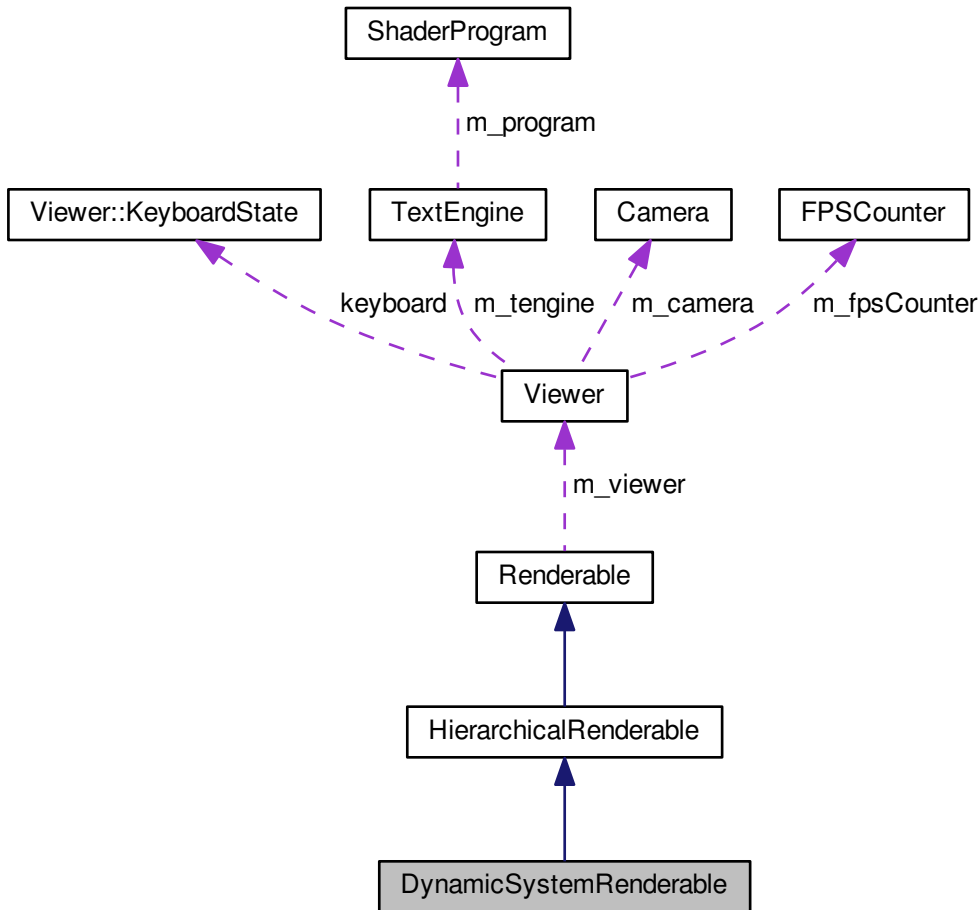 ShaderProgram
m_program
Viewer::KeyboardState
TextEngine
Camera
FPSCounter
keyboard
m_tengine
m_camera
m_fpsCounter
Viewer
m_viewer
Renderable
HierarchicalRenderable
DynamicSystemRenderable